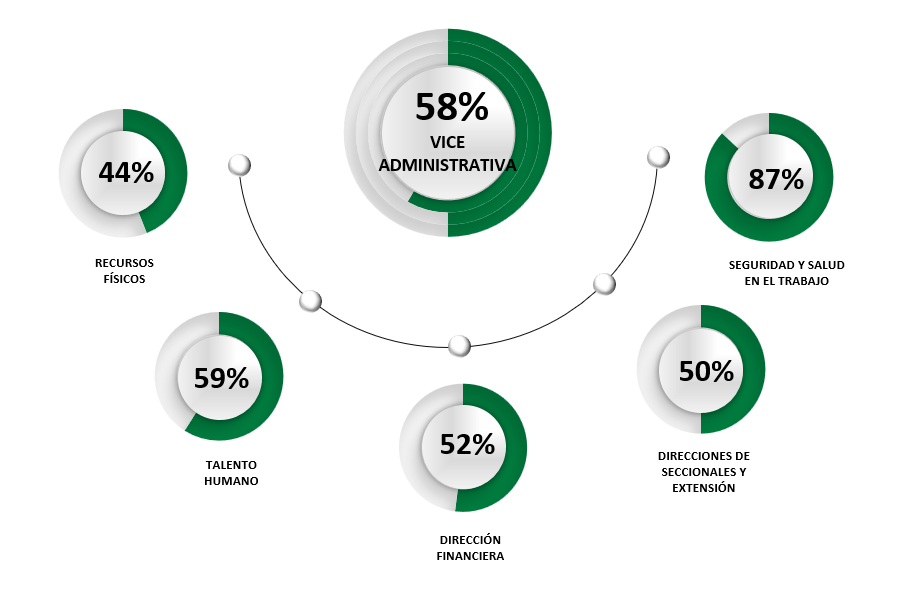 58%
VICE
ADMINISTRATIVA
44%
RECURSOS
FÍSICOS
87%
SEGURIDAD Y SALUD
EN EL TRABAJO
59%
TALENTO
HUMANO
50%
DIRECCIONES DE
SECCIONALES Y
EXTENSIÓN
52%
DIRECCIÓN
FINANCIERA